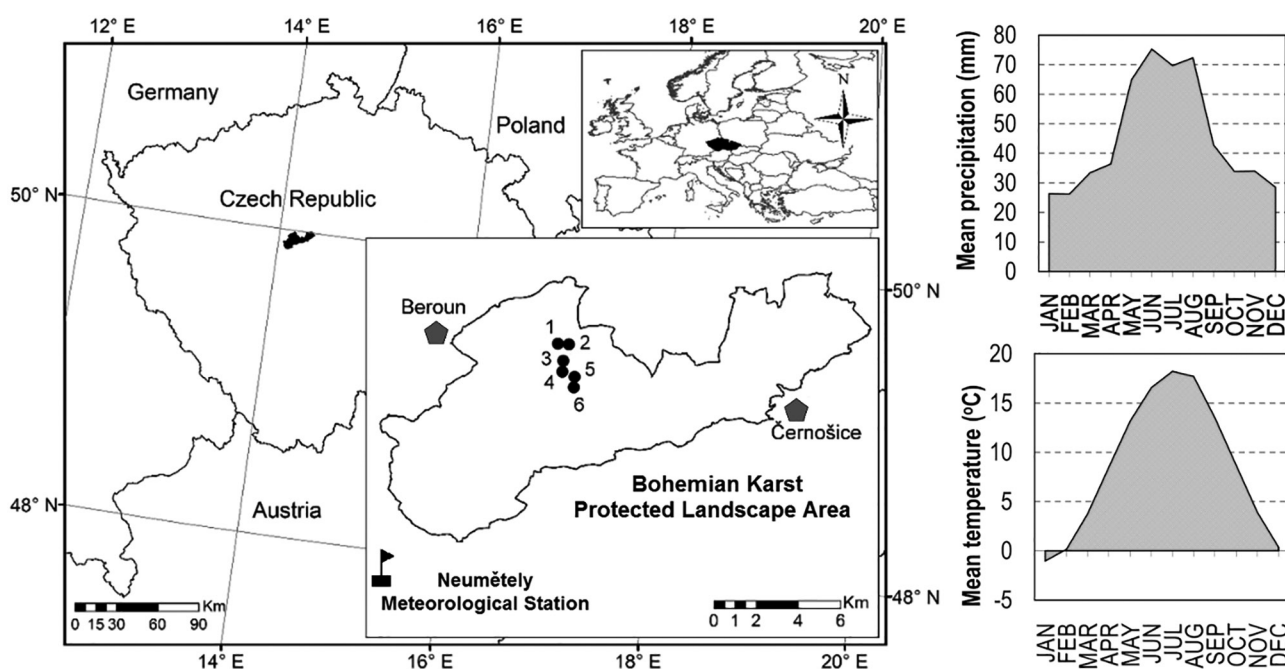 12° E
14° E
16° E
18° E
20° E
Germany
Poland
N
50° N
Czech Republic
Beroun
50° N
1
2
3
5
4
6
Černošice
48° N
Austria
Bohemian Karst
Protected Landscape Area
Neumětely
Meteorological Station
Km
0 15 30 60 90
Km
0 1 2 4 6
48° N
14° E
16° E
18° E
20° E
Mean precipitation (mm)
80
70
60
50
40
30
20
10
0
JAN
FEB
MAR
APR
MAY
JUN
JUL
AUG
SEP
OCT
NOV
DEC
Mean temperature (ºC)
20
15
10
5
0
-5
JAN
FEB
MAR
APR
MAY
JUN
JUL
AUG
SEP
OCT
NOV
DEC